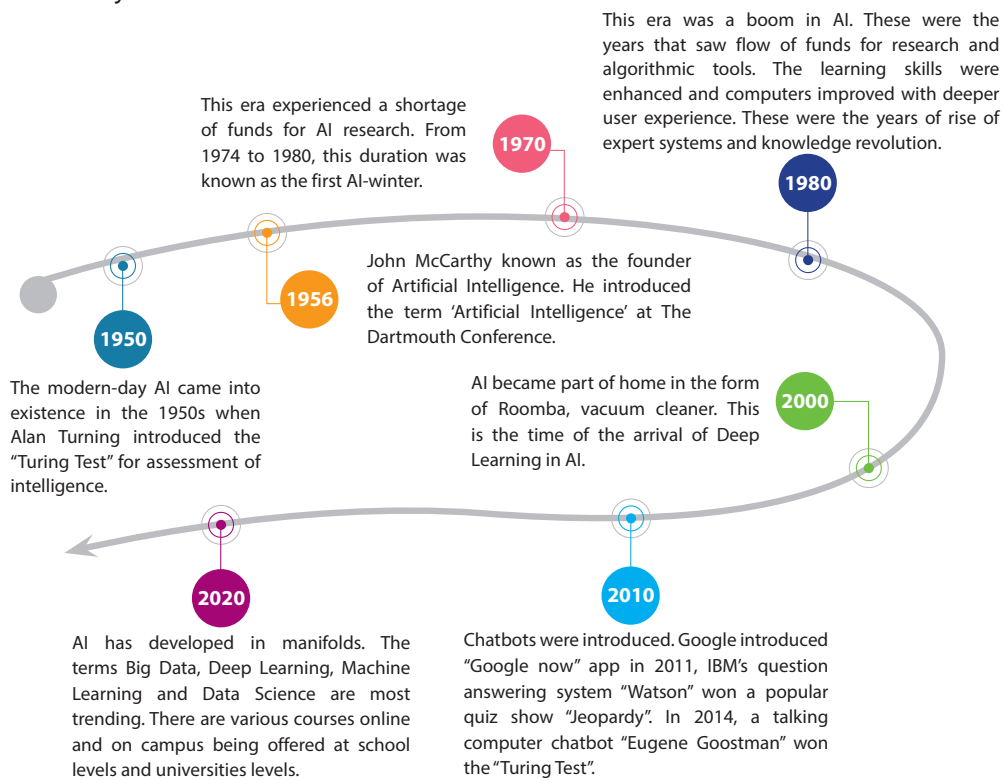 This era was a boom in AI. These were the
years that saw flow of funds for research and
algorithmic tools. The learning skills were
enhanced and computers improved with deeper
user experience. These were the years of rise of
expert systems and knowledge revolution.
This era experienced a shortage
of funds for AI research. From
1974 to 1980, this duration was
known as the first AI-winter.
1970
1980
John McCarthy known as the founder
of Artificial Intelligence. He introduced
the term ‘Artificial Intelligence’ at The
Dartmouth Conference.
1956
1950
The modern-day AI came into
existence in the 1950s when
Alan Turning introduced the
“Turing Test” for assessment of
intelligence.
AI became part of home in the form
of Roomba, vacuum cleaner. This
is the time of the arrival of Deep
Learning in AI.
2000
2020
AI has developed in manifolds. The
terms Big Data, Deep Learning, Machine
Learning and Data Science are most
trending. There are various courses online
and on campus being offered at school
levels and universities levels.
2010
Chatbots were introduced. Google introduced
“Google now” app in 2011, IBM’s question
answering system “Watson” won a popular
quiz show “Jeopardy”. In 2014, a talking
computer chatbot “Eugene Goostman” won
the “Turing Test”.